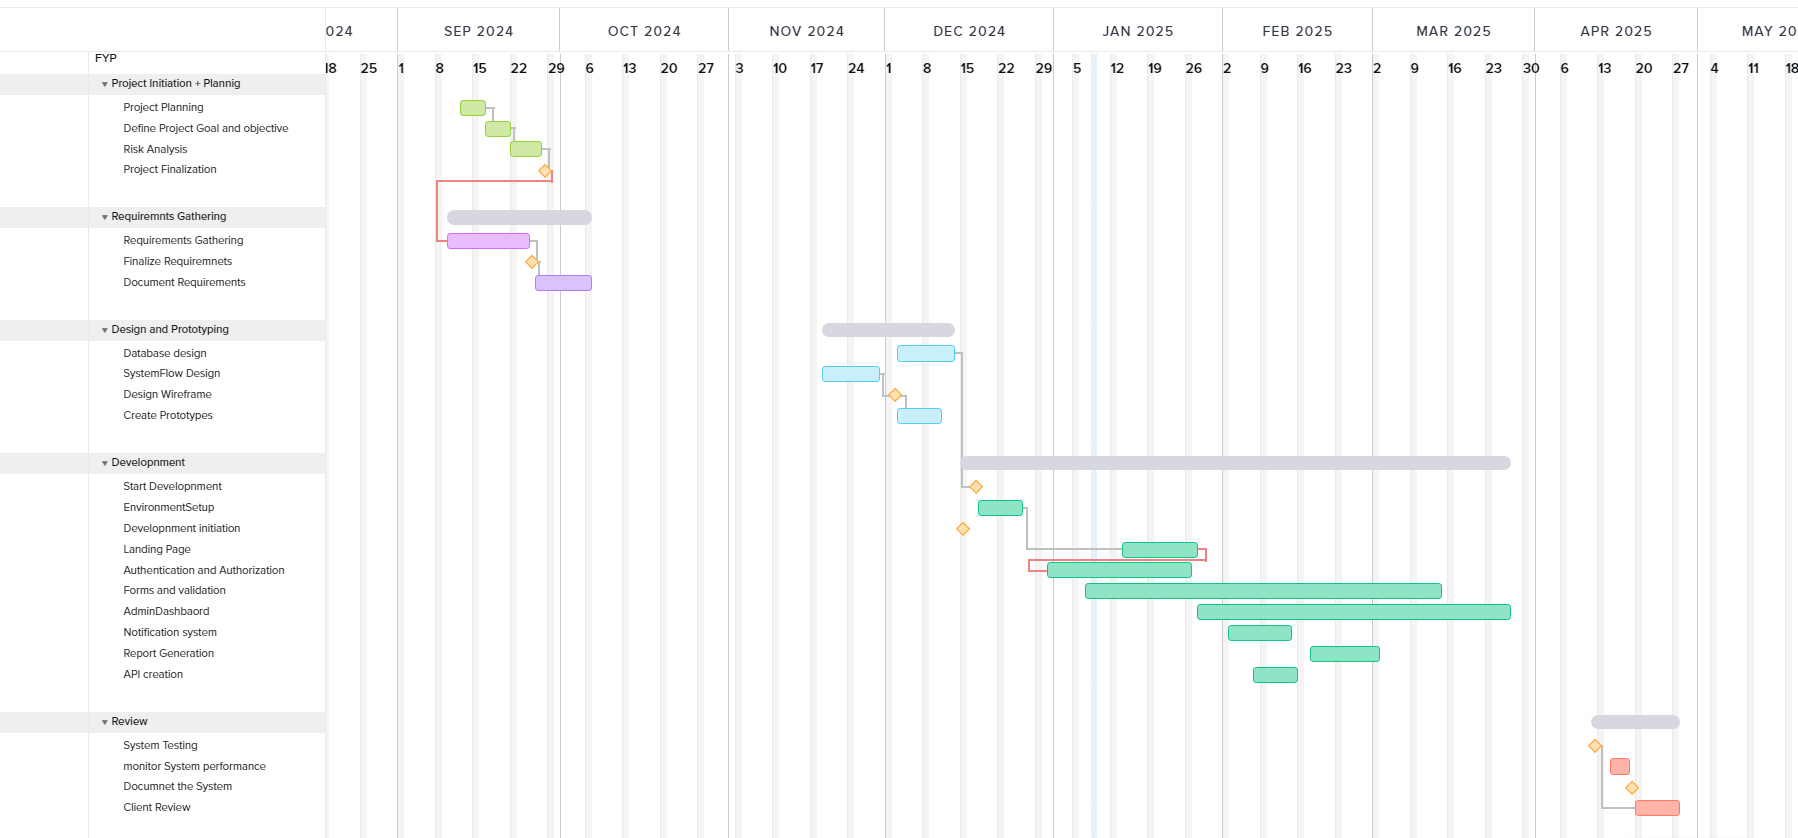 024 SEP 2024 OCT 2024 NOV 2024 DEC 2024 JAN 2025 FEB 2025 MAR 2025 APR 2025 MAY 20
FYP
18 25 1 8 15 22 29 6 13 20 27 3 10 17 24 1 8 15 22 29 5 12 19 26 2 9 16 23 2 9 16 23 30 6 13 20 27 4 11 18
Project Initiation + Plannig
Project Planning
Define Project Goal and objective
Risk Analysis
Project Finalization
Requiremnts Gathering
Requirements Gathering
Finalize Requiremnets
Document Requirements
Design and Prototyping
Database design
SystemFlow Design
Design Wireframe
Create Prototypes
Developnment
Start Developnment
EnvironmentSetup
Developnment initiation
Landing Page
Authentication and Authorization
Forms and validation
AdminDashbaord
Notification system
Report Generation
API creation
Review
System Testing
monitor System performance
Documnet the System
Client Review